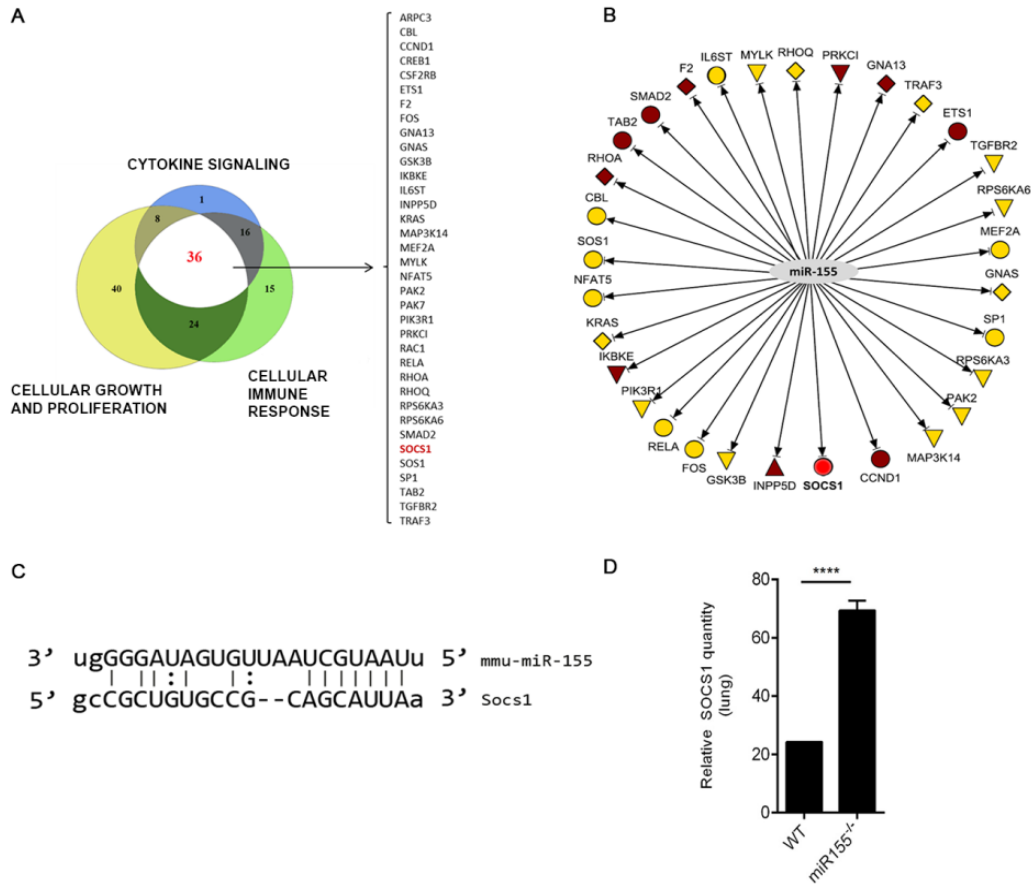 A
CYTOKINE SIGNALING
1
8
16
36
40
15
24
CELLULAR GROWTH
AND PROLIFERATION
CELLULAR
IMMUNE
RESPONSE
ARPC3
CBL
CCND1
CREB1
CSF2RB
ETS1
F2
FOS
GNA13
GNAS
GSK3B
IKBKE
IL6ST
INPP5D
KRAS
MAP3K14
MEF2A
MYLK
NFAT5
PAK2
PAK7
PIK3R1
PRKCI
RAC1
RELA
RHOA
RHOQ
RPS6KA3
RPS6KA6
SMAD2
SOCS1
SOS1
SP1
TAB2
TGFBR2
TRAF3
B
miR-155
PRKCI
GNA13
TRAF3
ETS1
TGFBR2
RPS6KA6
MEF2A
GNAS
SP1
RPS6KA3
PAK2
MAP3K14
CCND1
SOCS1
INPP5D
GSK3B
FOS
RELA
PIK3R1
IKBKE
KRAS
NFAT5
SOS1
CBL
RHOA
TAB2
SMAD2
F2
IL6ST
MYLK
RHOQ
C
3’ ugGGGAUAGUGUUAAUCGUAAUu 5’ mmu-miR-155
5’ gcCGCUGUGCCG--CAGCAUUAa 3’ Socs1
D
Relative SOCS1 quantity
(lung)
80
60
40
20
0
****
WT
miR155-/-